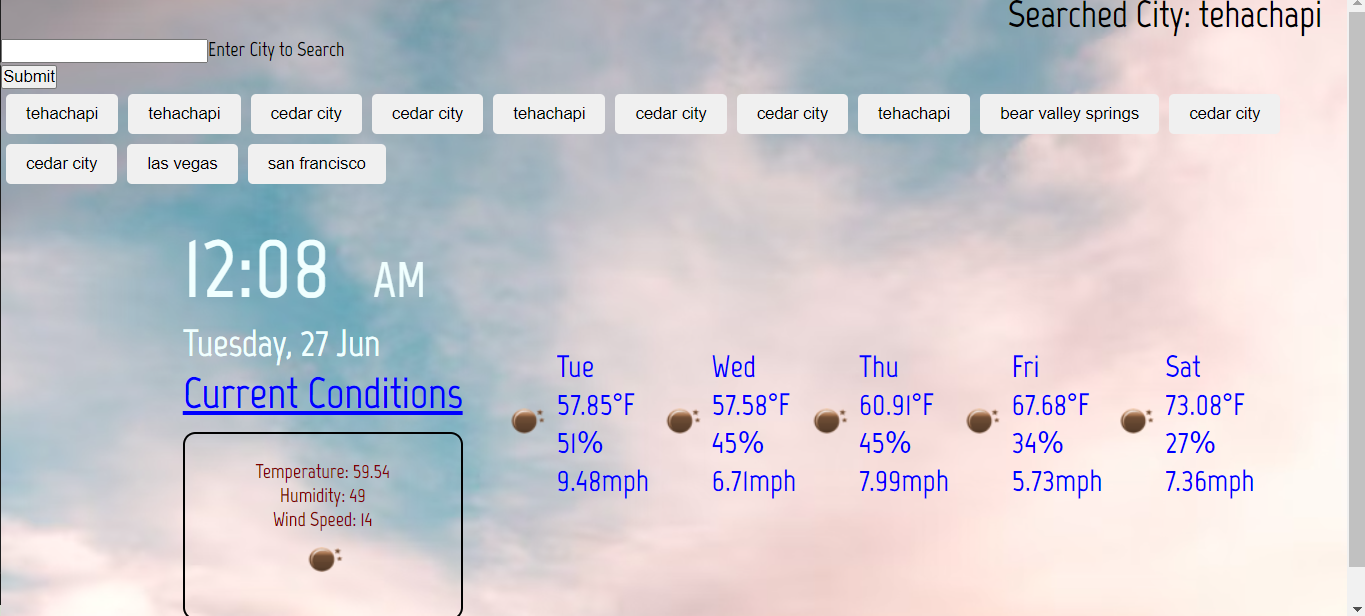 Searched City: tehachapi
Enter City to Search
Submit
tehachapi tehachapi cedar city cedar city tehachapi cedar city cedar city tehachapi bear valley springs cedar city
cedar city las vegas san francisco
12:08 AM
Tuesday, 27 Jun
Current Conditions
Temperature: 59.54
Humidity: 49
Wind Speed: 14
Tue
57.85°F
51%
9.48mph
Wed
57.58°F
45%
6.71mph
Thu
60.91°F
45%
7.99mph
Fri
67.68°F
34%
5.73mph
Sat
73.08°F
27%
7.36mph